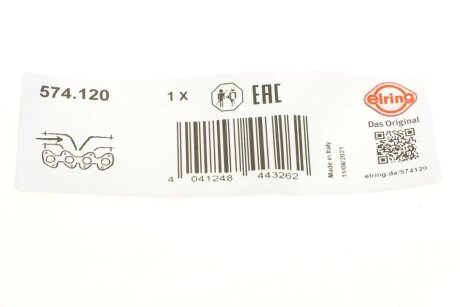 574.120
1 X
EAC
elring
Das Original
4 041248 443262
Made in Italy
11/08/2021
elring.de/574120